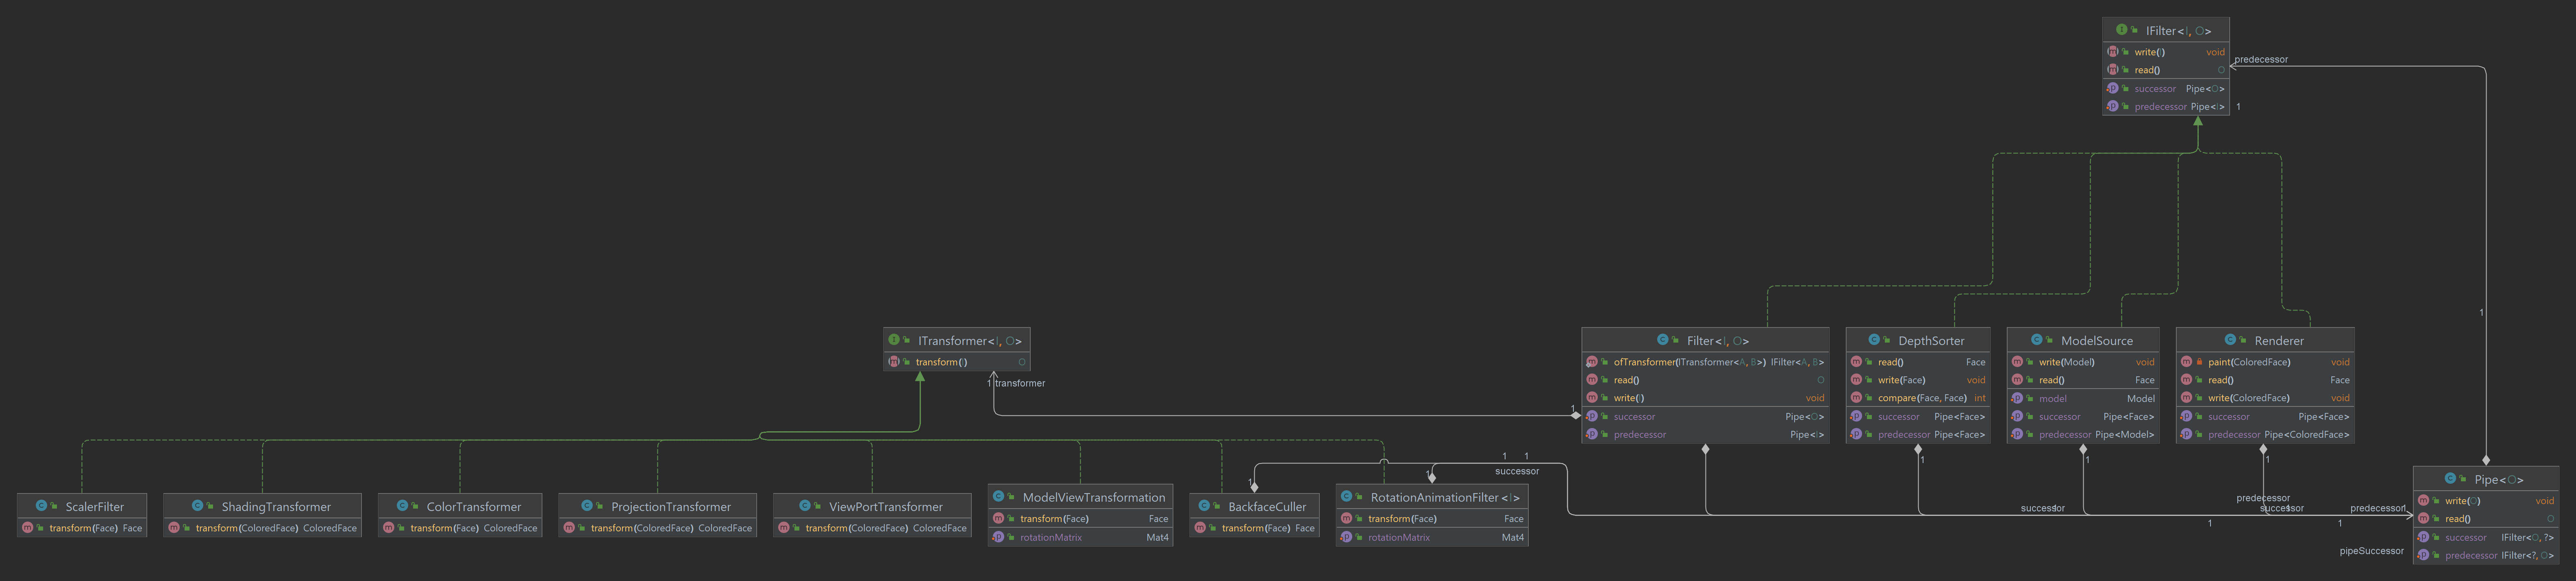 IFilter<I, O>
write(I) void
read() O
successor Pipe<O>
predecessor Pipe<I>
1
predecessor
1
ITransformer<I, O>
transform(I) O
1 transformer
Filter<I, O>
ofTransformer(ITransformer<A, B>) IFilter<A, B>
read() O
write(I) void
successor Pipe<O>
predecessor Pipe<I>
1
DepthSorter
read() Face
write(Face) void
compare(Face, Face) int
successor Pipe<Face>
predecessor Pipe<Face>
1
ModelSource
write(Model) void
read() Face
model Model
successor Pipe<Face>
predecessor Pipe<Model>
1
Renderer
paint(ColoredFace) void
read() Face
write(ColoredFace) void
successor Pipe<Face>
predecessor Pipe<ColoredFace>
1
ScalerFilter
transform(Face) Face
ShadingTransformer
transform(ColoredFace) ColoredFace
ColorTransformer
transform(Face) ColoredFace
ProjectionTransformer
transform(ColoredFace) ColoredFace
ViewPortTransformer
transform(ColoredFace) ColoredFace
ModelViewTransformation
transform(Face) Face
rotationMatrix Mat4
BackfaceCuller
transform(Face) Face
1
RotationAnimationFilter<I>
transform(Face) Face
rotationMatrix Mat4
1
1 1
successor
successor
predecessor
successor
predecessor
1
1
pipeSuccessor
Pipe<O>
write(O) void
read() O
successor IFilter<O, ?>
predecessor IFilter<?, O>